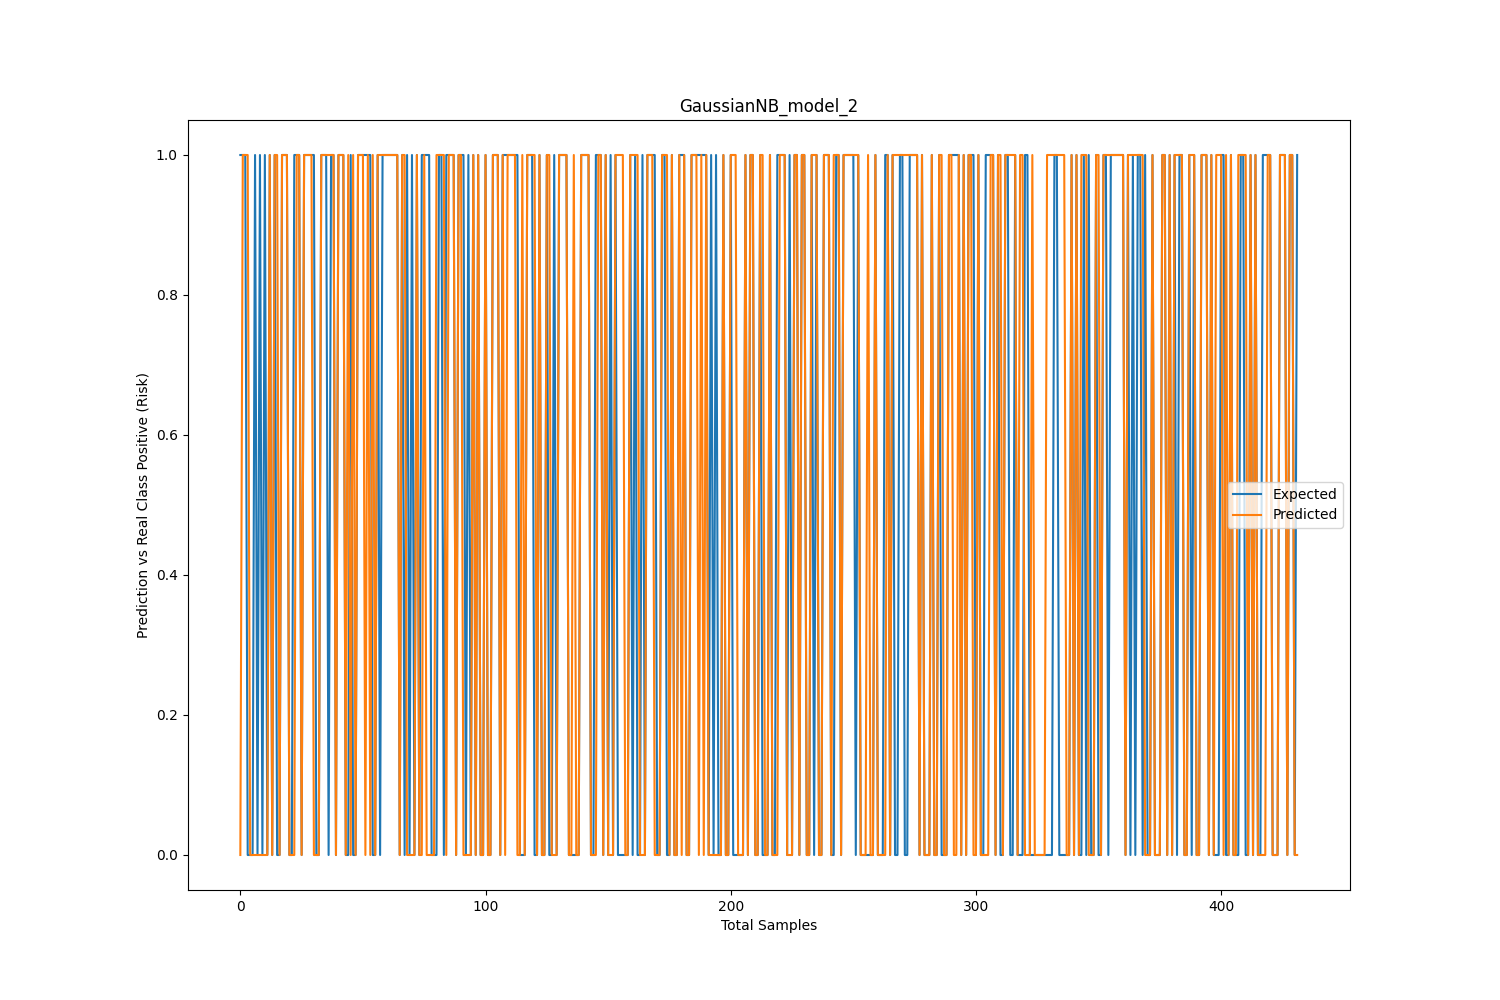 GaussianNB_model_2
Prediction vs Real Class Positive (Risk)
1.0
0.8
0.6
0.4
0.2
0.0
Expected
Predicted
0 100 200 300 400
Total Samples